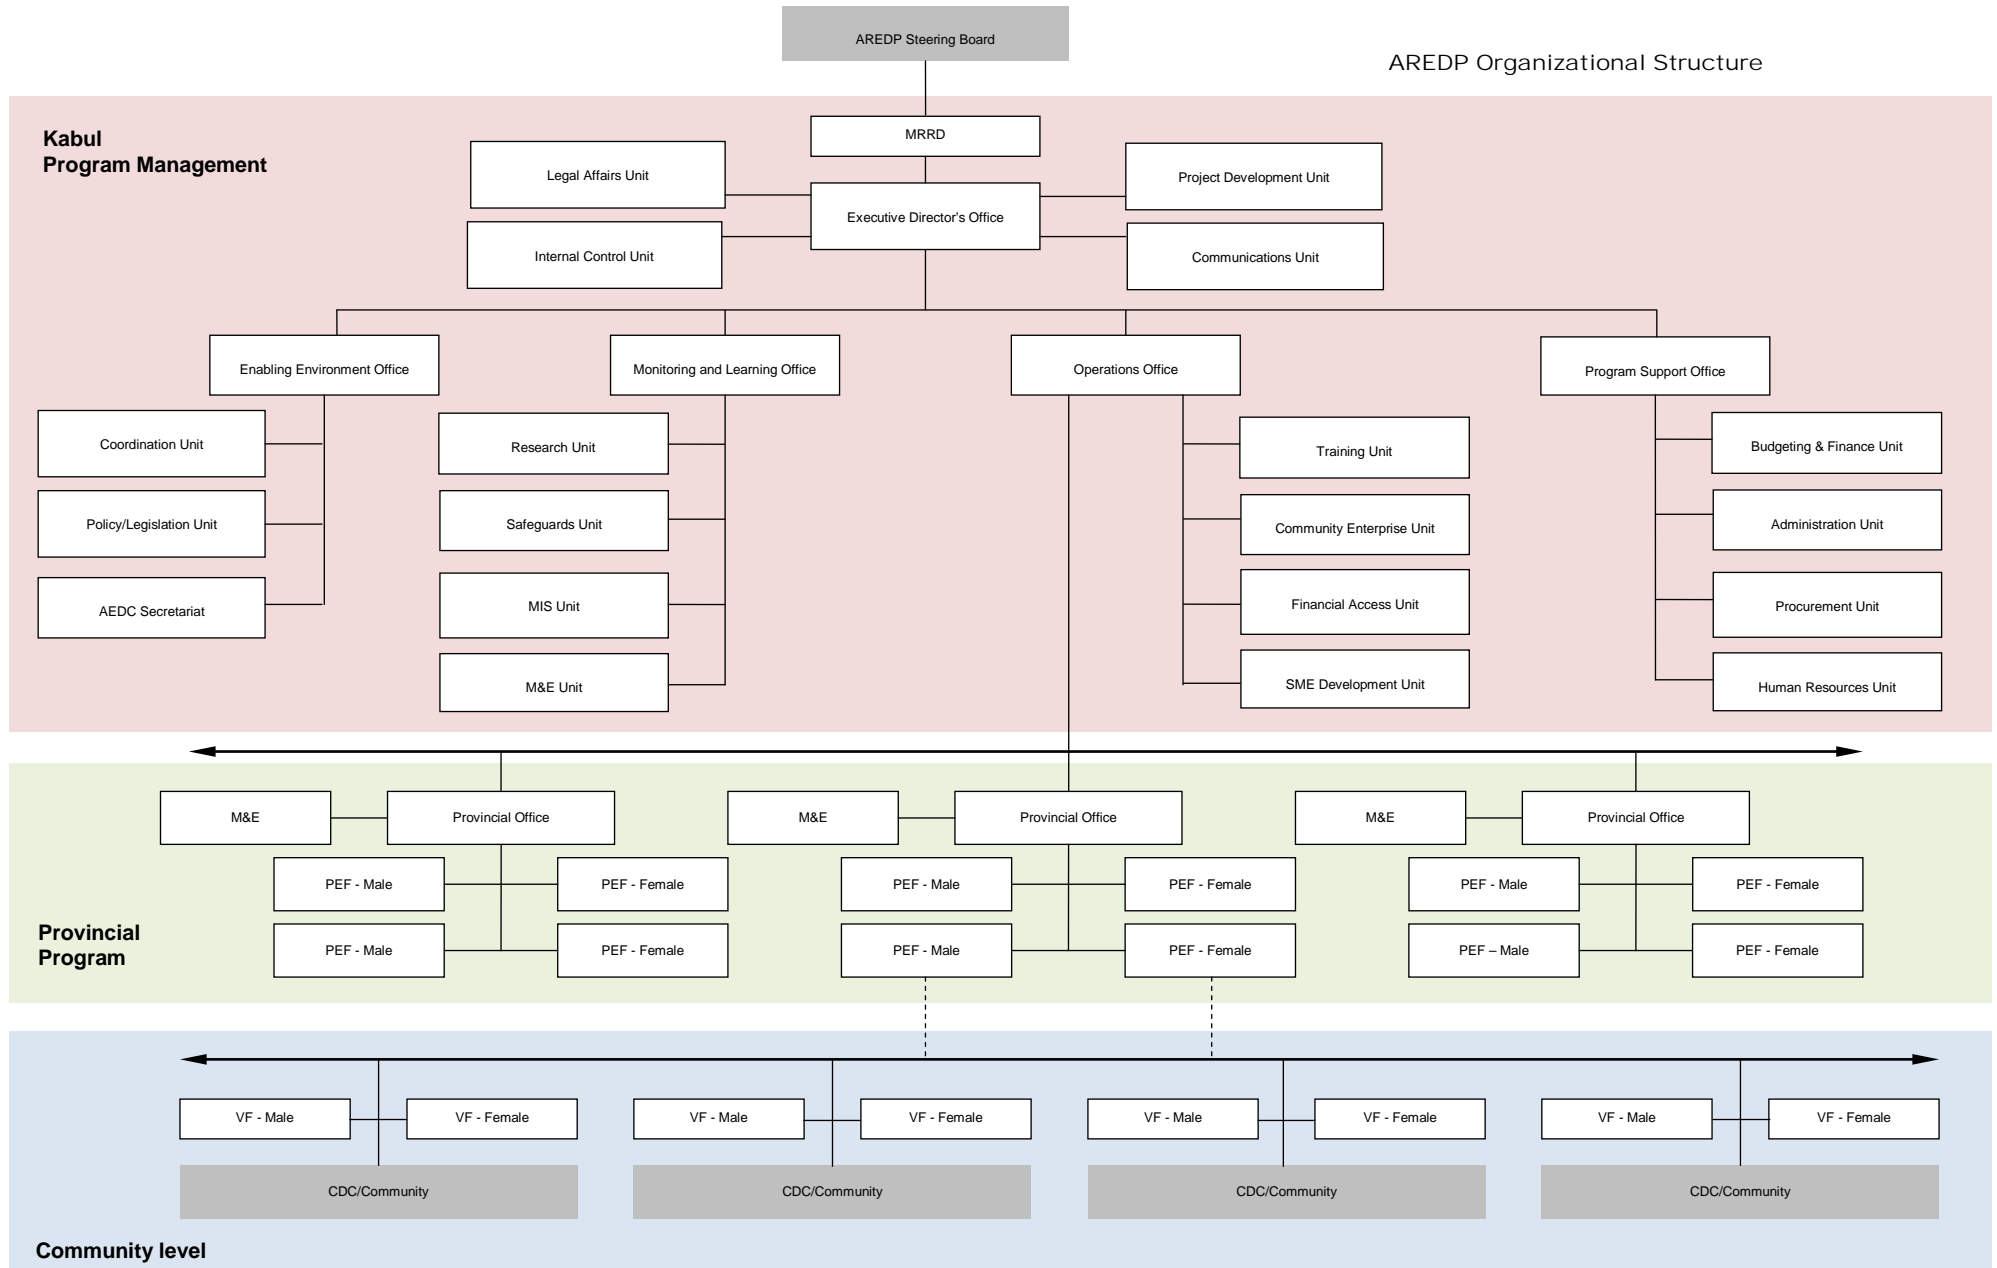 AREDP Steering Board
AREDP Organizational Structure
Kabul
Program Management
MRRD
Legal Affairs Unit
Project Development Unit
Executive Director's Office
Internal Control Unit
Communications Unit
Enabling Environment Office
Monitoring and Learning Office
Operations Office
Program Support Office
Coordination Unit
Research Unit
Training Unit
Budgeting & Finance Unit
Policy/Legislation Unit
Safeguards Unit
Community Enterprise Unit
Administration Unit
AEDC Secretariat
MIS Unit
Financial Access Unit
Procurement Unit
M&E Unit
SME Development Unit
Human Resources Unit
M&E
Provincial Office
M&E
Provincial Office
M&E
Provincial Office
PEF - Male
PEF - Female
PEF - Male
PEF - Female
PEF - Male
PEF - Female
Provincial
Program
PEF - Male
PEF - Female
PEF - Male
PEF - Female
PEF – Male
PEF - Female
VF - Male
VF - Female
VF - Male
VF - Female
VF - Male
VF - Female
VF - Male
VF - Female
CDC/Community
CDC/Community
CDC/Community
CDC/Community
Community level